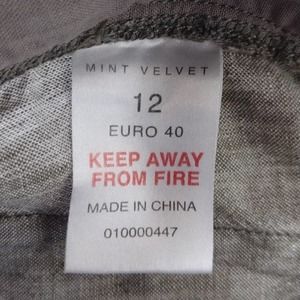 MINT VELVET
12
EURO 40
KEEP AWAY
FROM FIRE
MADE IN CHINA
010000447